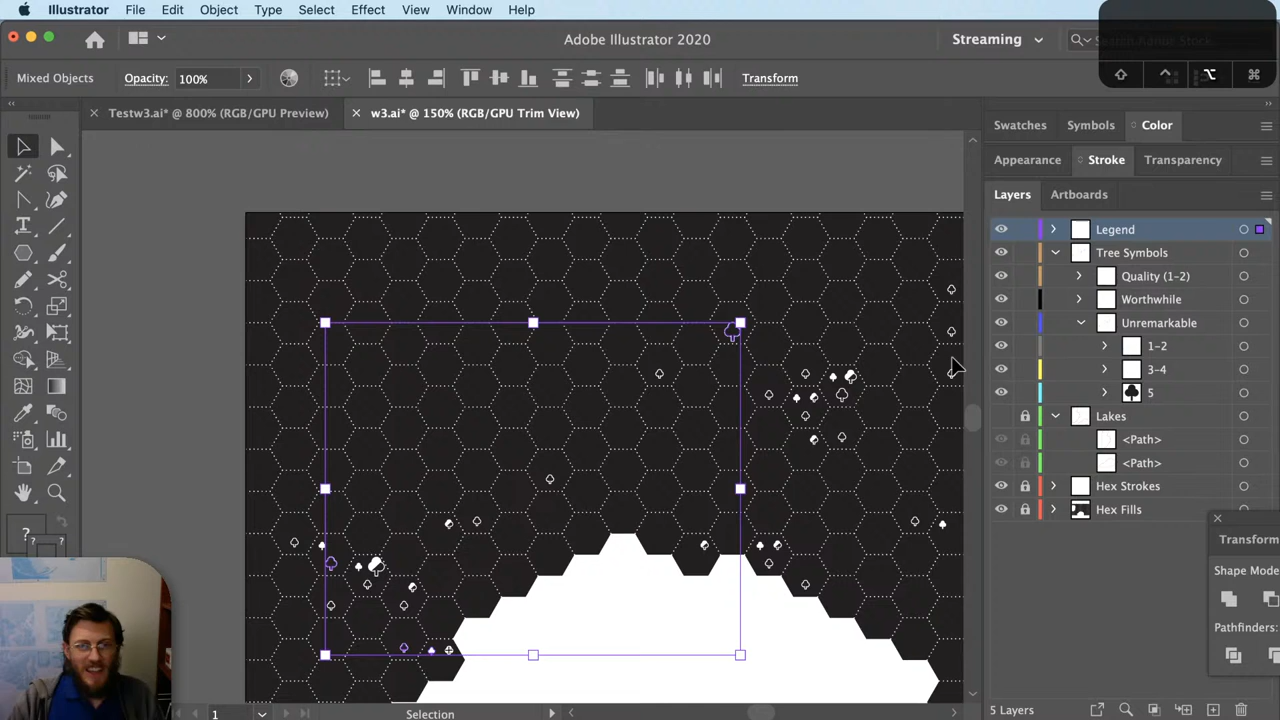 Illustrator File Edit Object Type Select Effect View Window Help
Adobe Illustrator 2020
Streaming
Mixed Objects Opacity: 100% Transform
Testw3.ai* @ 800% (RGB/GPU Preview) w3.ai* @ 150% (RGB/GPU Trim View)
Swatches Symbols Color
Appearance Stroke Transparency
Layers Artboards
Legend
Tree Symbols
Quality (1-2)
Worthwhile
Unremarkable
1-2
3-4
5
Lakes
<Path>
<Path>
Hex Strokes
Hex Fills
Transform
Shape Mode
Pathfinders:
? ?
1 Selection
5 Layers